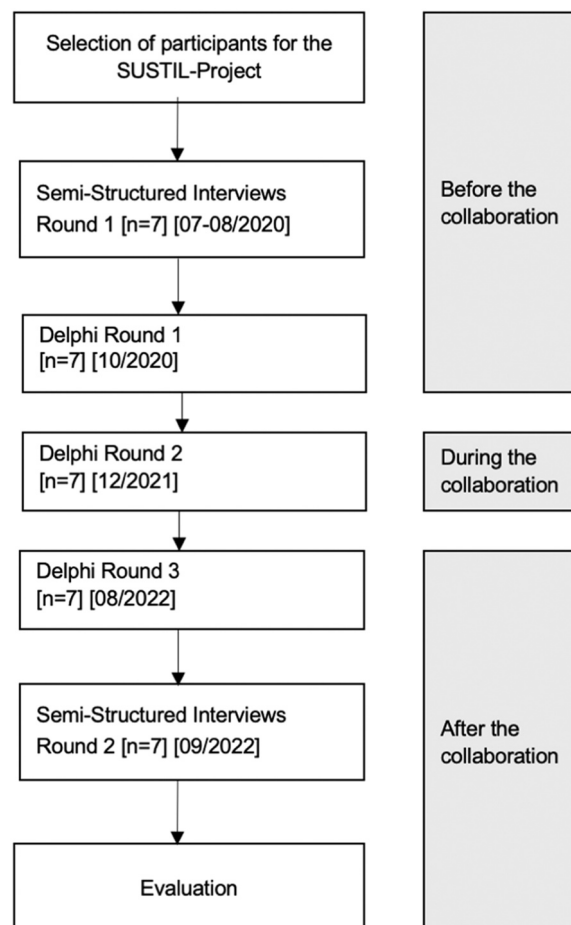 Selection of participants for the
SUSTIL-Project
Semi-Structured Interviews
Round 1 [n=7] [07-08/2020]
Before the
collaboration
Delphi Round 1
[n=7] [10/2020]
Delphi Round 2
[n=7] [12/2021]
During the
collaboration
Delphi Round 3
[n=7] [08/2022]
Semi-Structured Interviews
Round 2 [n=7] [09/2022]
After the
collaboration
Evaluation